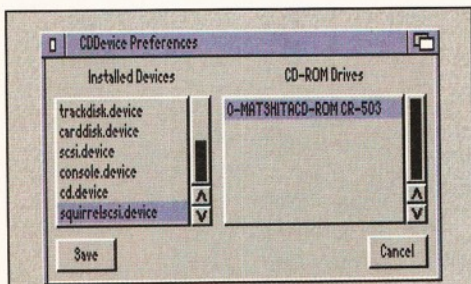 CDDevice Preferences
Installed Devices
CD-ROM Drives
trackdisk.device
carddisk.device
scsi.device
console.device
cd.device
squirrelscsi.device
0-MATSHITACD-ROM CR-503
Save
Cancel